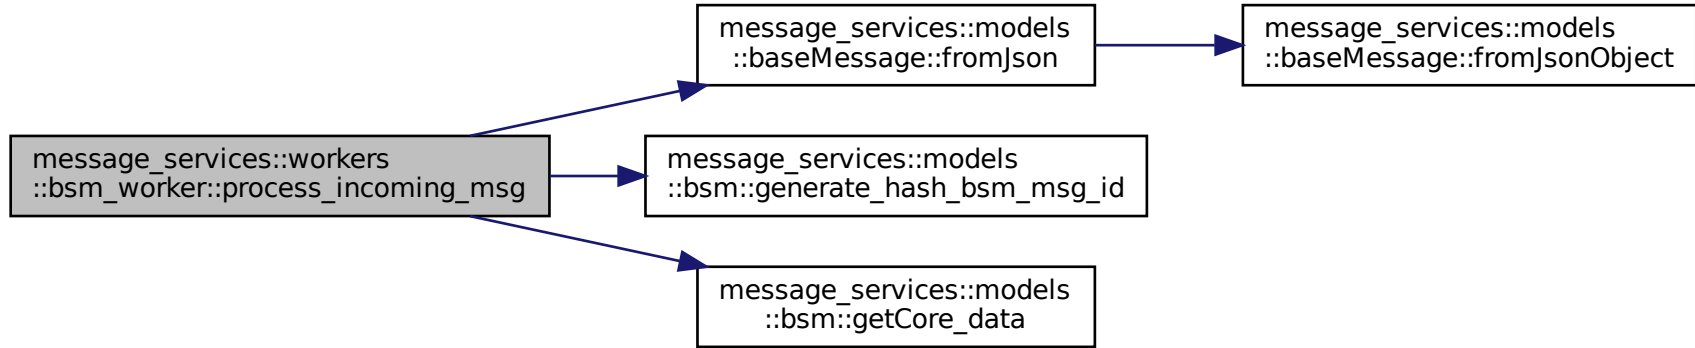 message_services::models
::baseMessage::fromJson
message_services::models
::baseMessage::fromJsonObject
message_services::workers
::bsm_worker::process_incoming_msg
message_services::models
::bsm::generate_hash_bsm_msg_id
message_services::models
::bsm::getCore_data